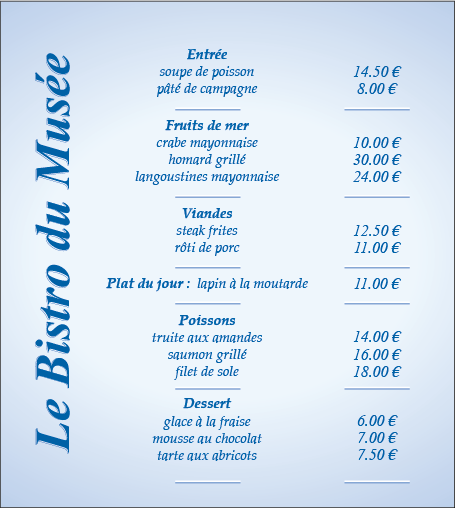 Le Bistro du Musée
Entrée
soupe de poisson 14.50 €
pâté de campagne 8.00 €
Fruits de mer
crabe mayonnaise 10.00 €
homard grillé 30.00 €
langoustines mayonnaise 24.00 €
Viandes
steak frites 12.50 €
rôti de porc 11.00 €
Plat du jour : lapin à la moutarde 11.00 €
Poissons
truite aux amandes 14.00 €
saumon grillé 16.00 €
filet de sole 18.00 €
Dessert
glace à la fraise 6.00 €
mousse au chocolat 7.00 €
tarte aux abricots 7.50 €